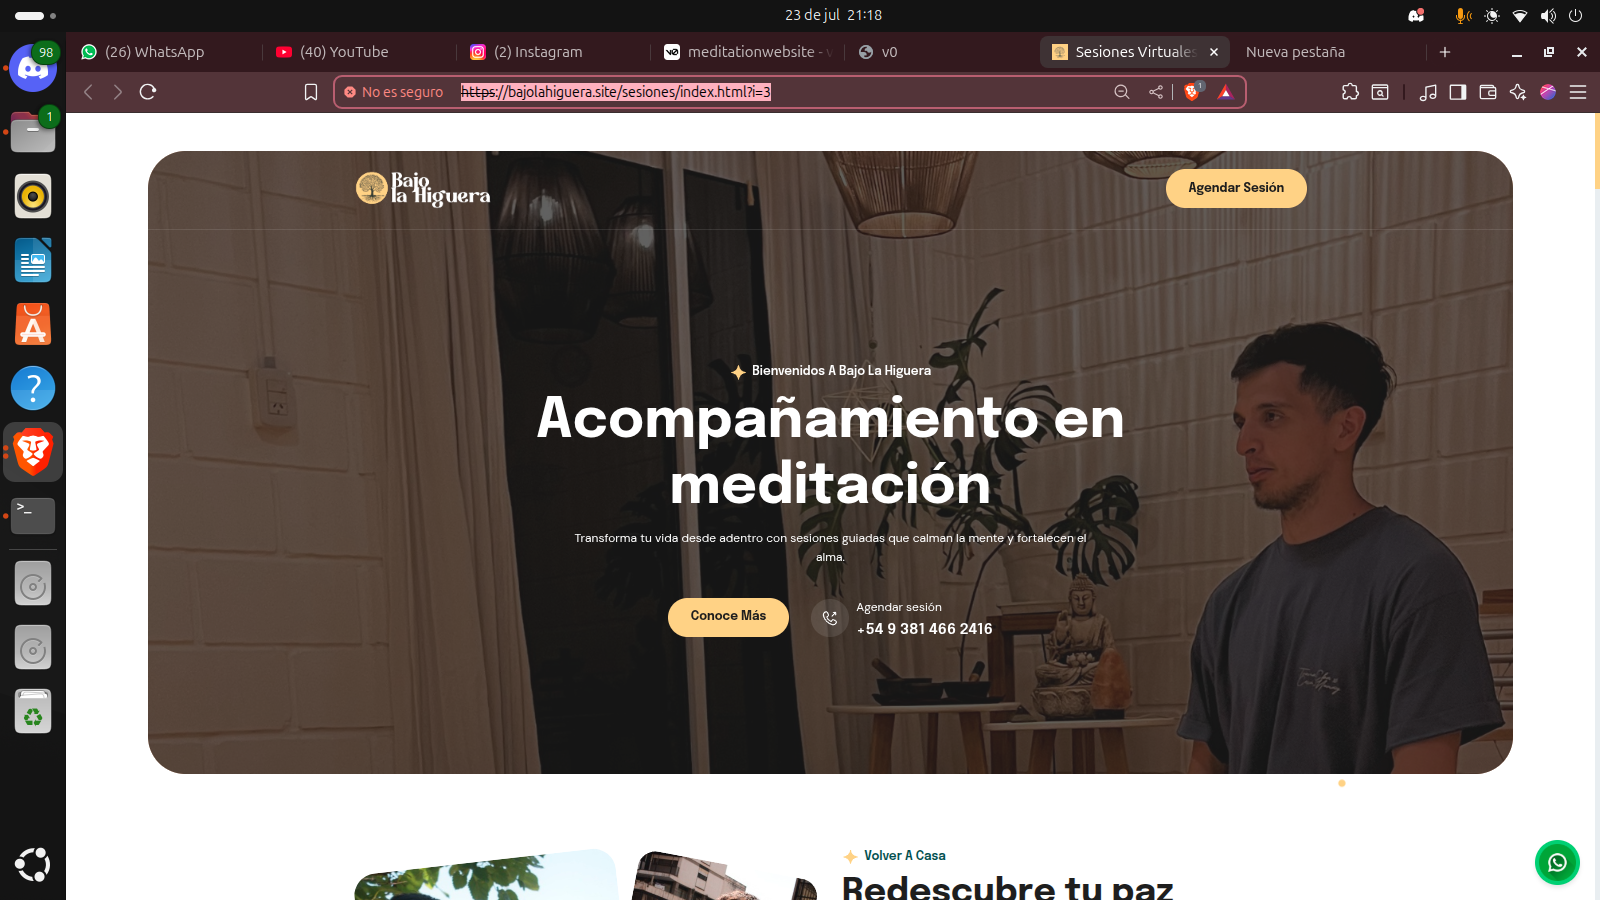 23 de jul 21:18
98
(26) WhatsApp
(40) YouTube
(2) Instagram
meditationwebsite - v
v0
Sesiones Virtuales
Nueva pestaña
No es seguro
https://bajolahiguera.site/sesiones/index.html?i=3
1
1
Bajo
la Higuera
Agendar Sesión
Bienvenidos A Bajo La Higuera
Acompañamiento en
meditación
Transforma tu vida desde adentro con sesiones guiadas que calman la mente y fortalecen el
alma.
Conoce Más
Agendar sesión
+54 9 381 466 2416
Volver A Casa
Redescubre tu paz